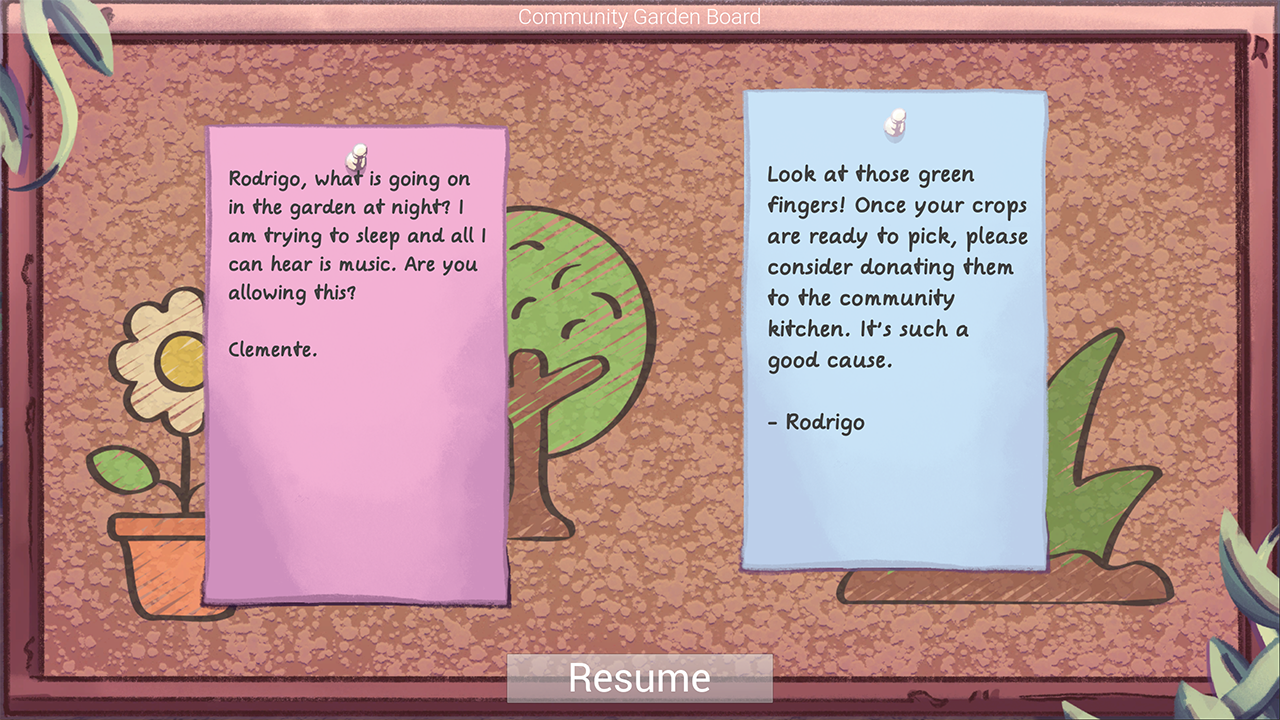 Community Garden Board
Rodrigo, what is going on
in the garden at night? I
am trying to sleep and all I
can hear is music. Are you
allowing this?
Clemente.
Look at those green
fingers! Once your crops
are ready to pick, please
consider donating them
to the community
kitchen. It's such a
good cause.
- Rodrigo
Resume